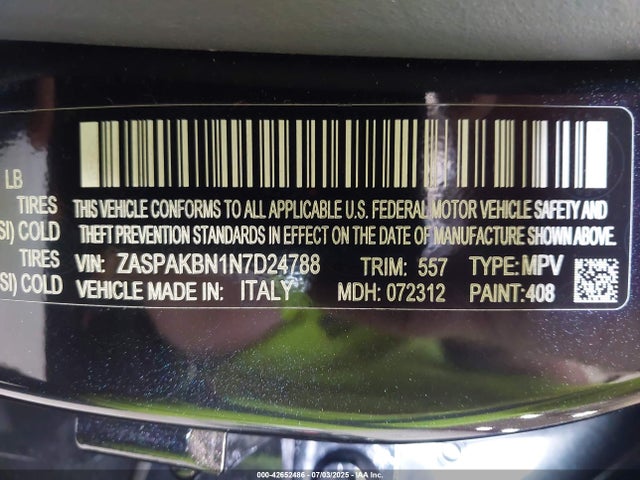 LB
TIRES
SI) COLD
TIRES
SI) COLD
THIS VEHICLE CONFORMS TO ALL APPLICABLE U.S. FEDERAL MOTOR VEHICLE SAFETY AND
THEFT PREVENTION STANDARDS IN EFFECT ON THE DATE OF MANUFACTURE SHOWN ABOVE.
VIN: ZASPAKBN1N7D24788 TRIM: 557 TYPE: MPV
VEHICLE MADE IN: ITALY MDH: 072312 PAINT: 408
000-42652486 - 07/03/2025 - IAA Inc.